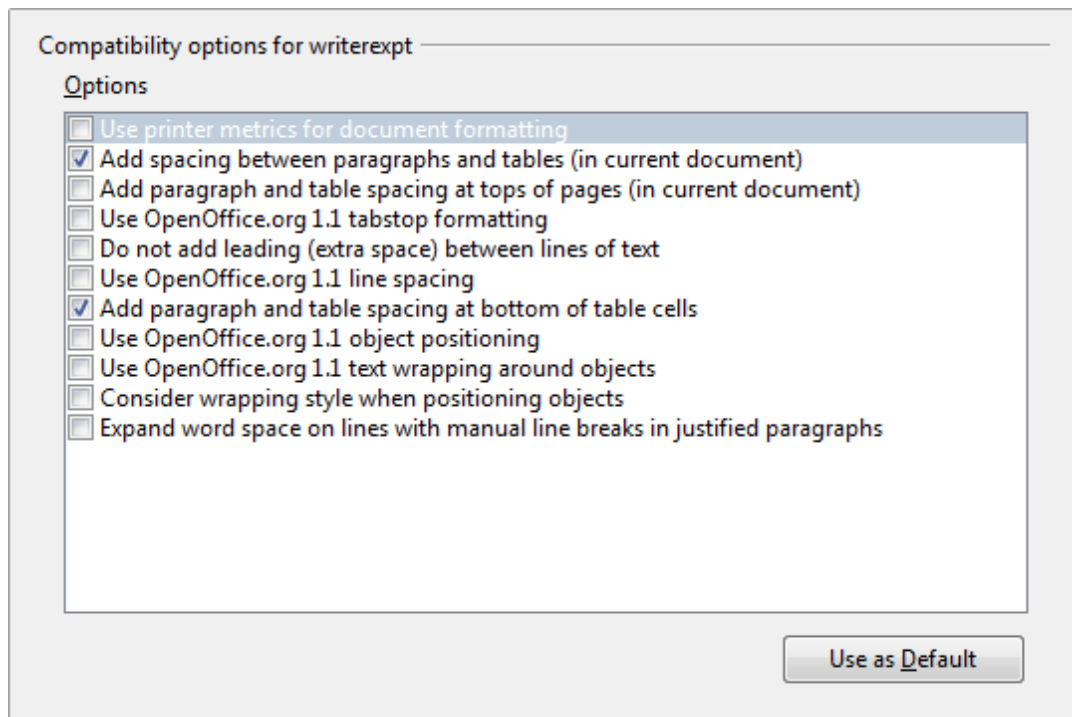 Compatibility options for writerexpt
Options
Use printer metrics for document formatting
Add spacing between paragraphs and tables (in current document)
Add paragraph and table spacing at tops of pages (in current document)
Use OpenOffice.org 1.1 tabstop formatting
Do not add leading (extra space) between lines of text
Use OpenOffice.org 1.1 line spacing
Add paragraph and table spacing at bottom of table cells
Use OpenOffice.org 1.1 object positioning
Use OpenOffice.org 1.1 text wrapping around objects
Consider wrapping style when positioning objects
Expand word space on lines with manual line breaks in justified paragraphs
Use as Default